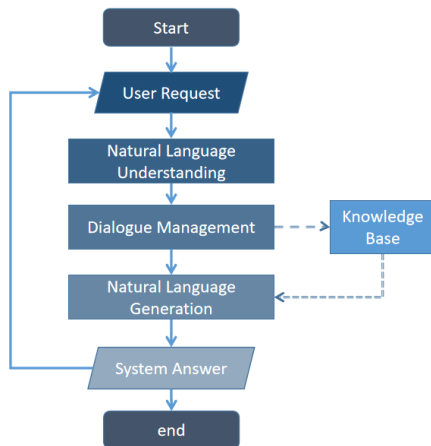 Start
User Request
Natural Language
Understanding
Dialogue Management
Knowledge
Base
Natural Language
Generation
System Answer
end